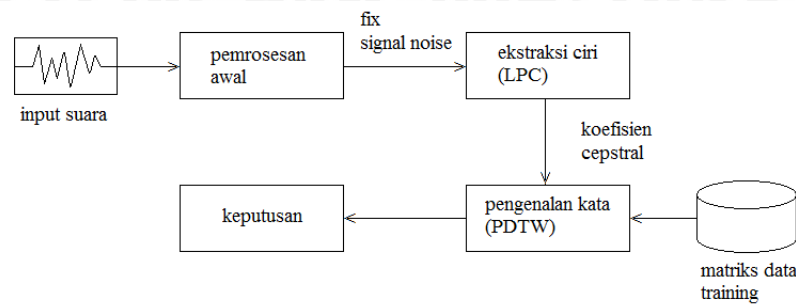 input suara
pemrosesan
awal
fix
signal noise
ekstraksi ciri
(LPC)
koefisien
cepstral
pengenalan kata
(PDTW)
matriks data
training
keputusan